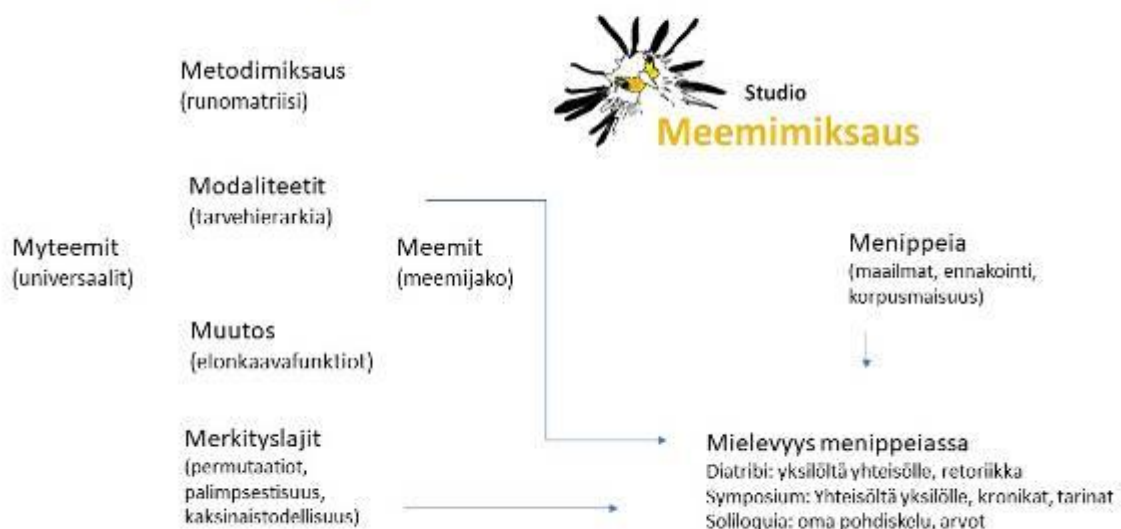 Metodimiksaus
(runomatriisi)
Studio
Meemimiksaus
Modaliteetit
(tarvehierarkia)
Myteemit
(universaalit)
Meemit
(meemijako)
Menippeia
(maailmat, ennakointi,
korpusmaisuus)
Muutos
(elonkaavafunktiot)
Merkityslajit
(permutaatiot,
palimpsestisuus,
kaksinaistodellisuus)
Mielevyys menippeiassa
Diatribi: yksilöltä yhteisölle, retoriikka
Symposium: Yhteisöltä yksilölle, kronikat, tarinat
Soliloquia: oma pohdiskelu, arvot